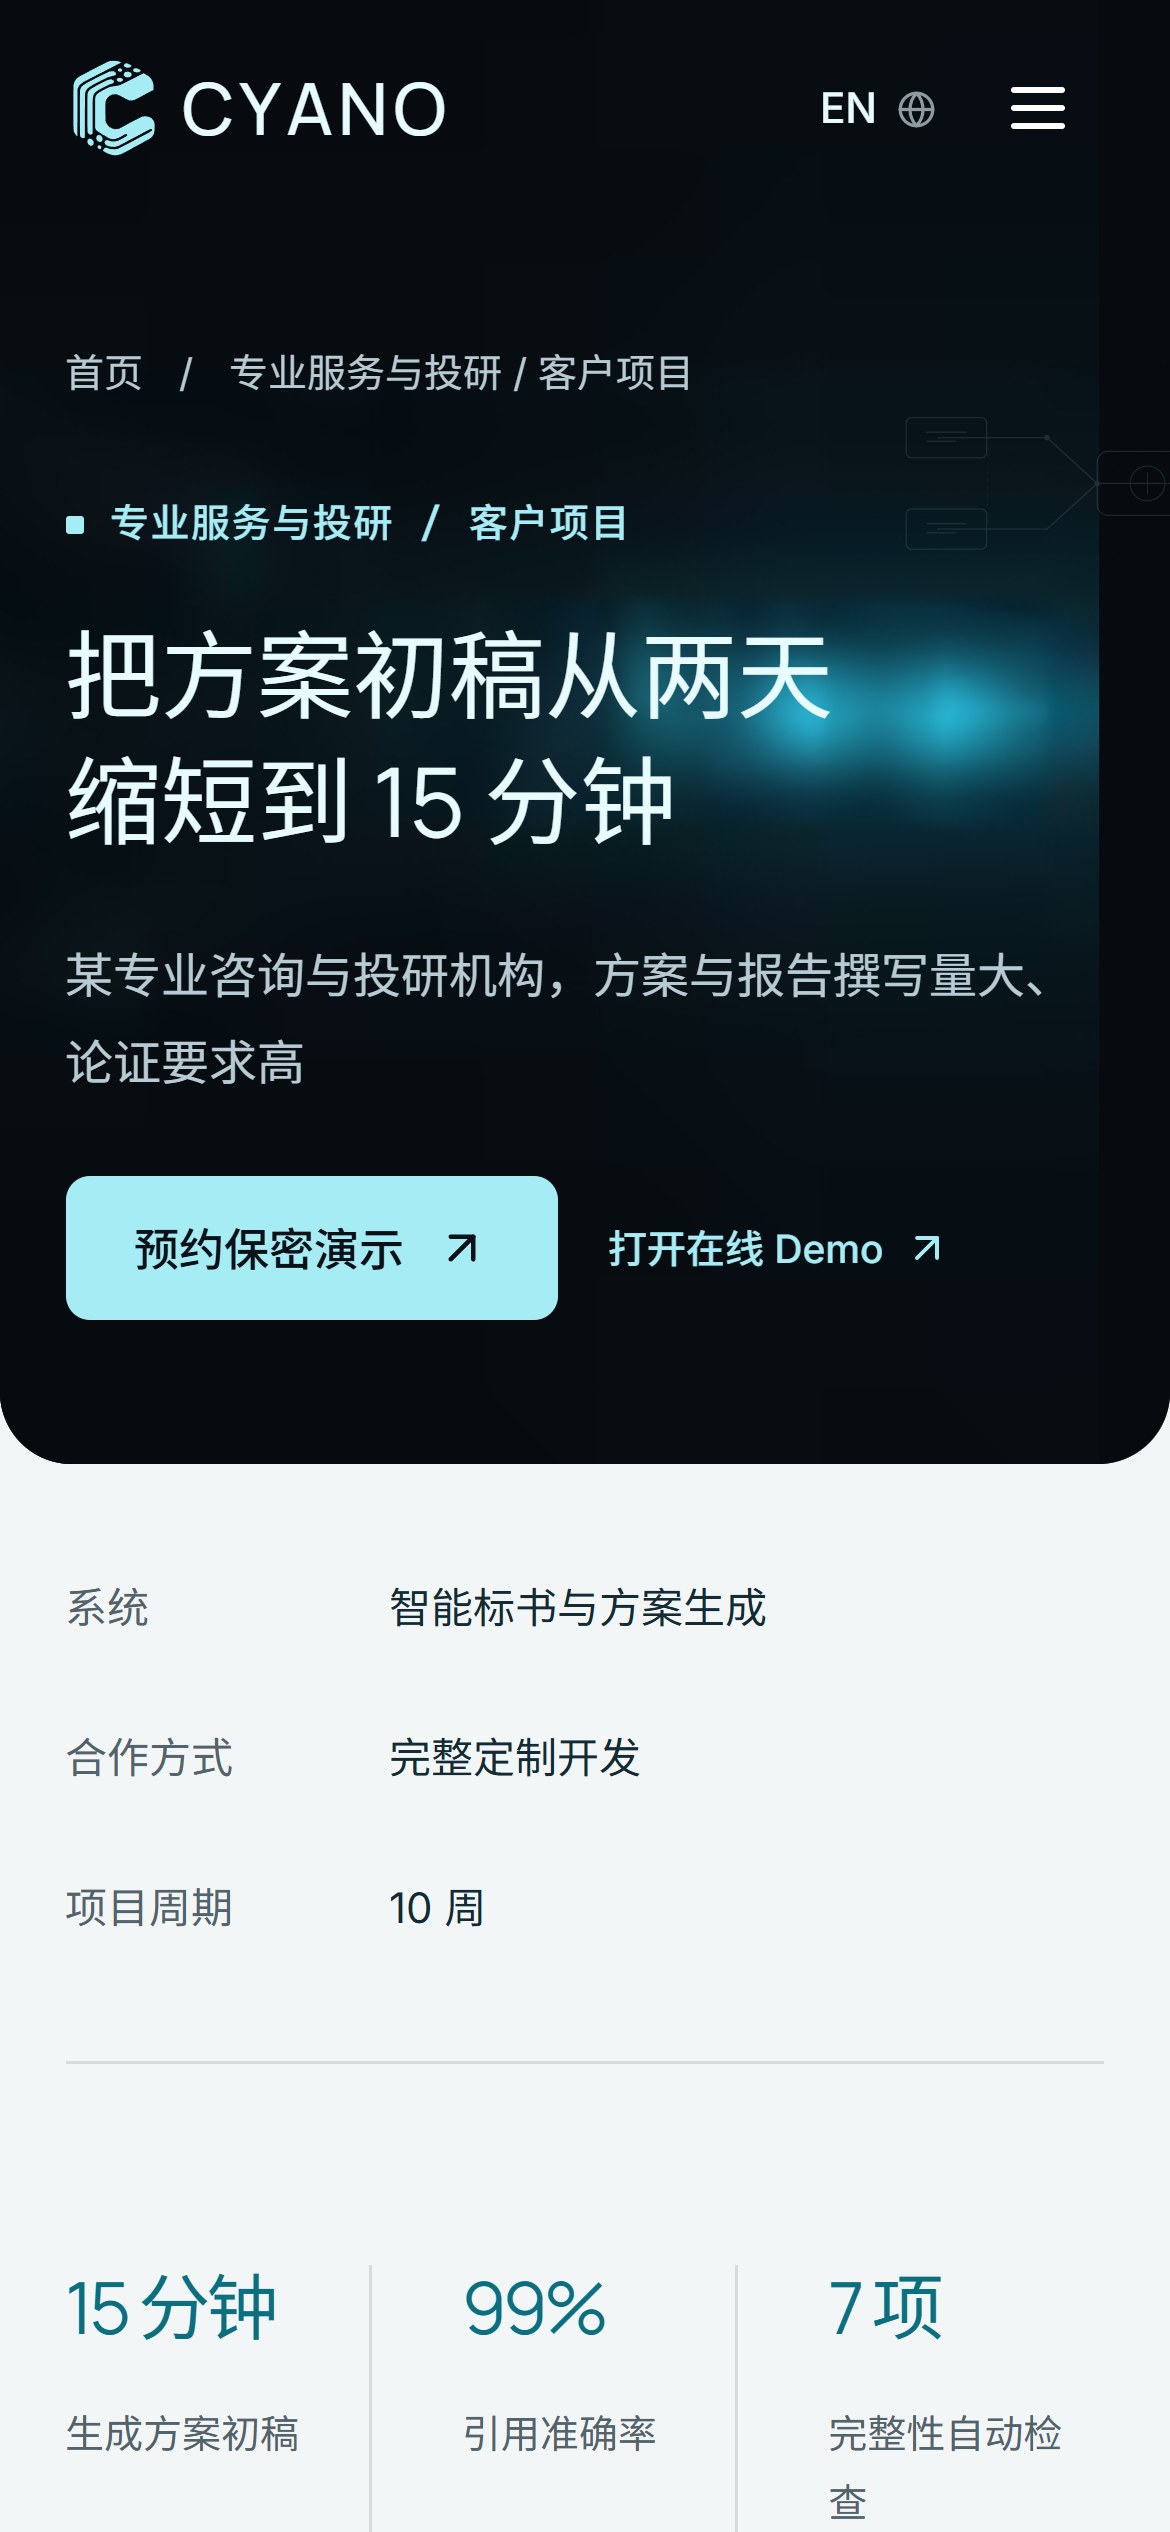 CYANO
EN
首页 / 专业服务与投研 / 客户项目
专业服务与投研 / 客户项目
把方案初稿从两天
缩短到 15 分钟
某专业咨询与投研机构，方案与报告撰写量大、
论证要求高
预约保密演示
打开在线 Demo
系统 智能标书与方案生成
合作方式 完整定制开发
项目周期 10 周
15 分钟
生成方案初稿
99%
引用准确率
7 项
完整性自动检
查